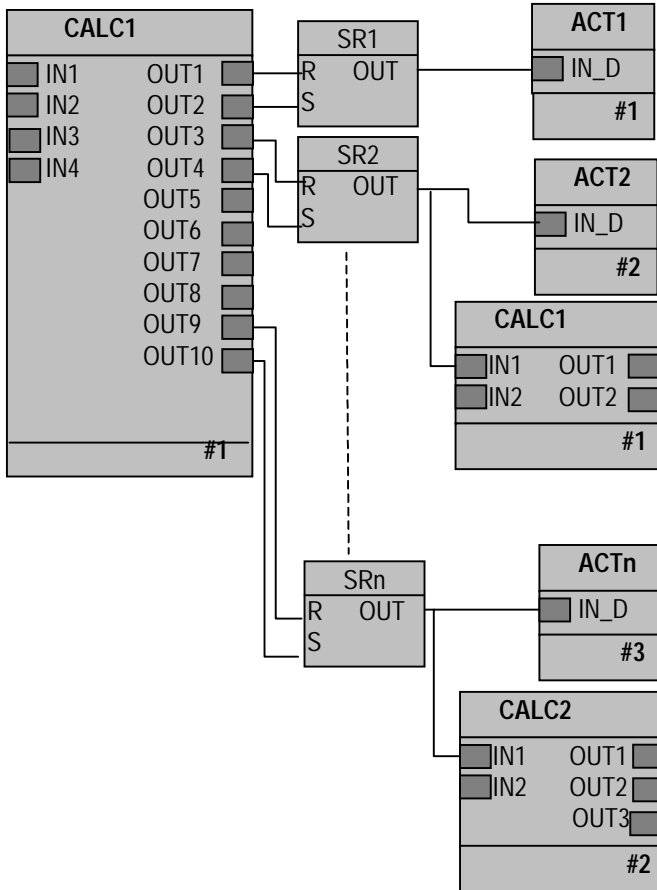 CALC1
IN1 OUT1
IN2 OUT2
IN3 OUT3
IN4 OUT4
OUT5
OUT6
OUT7
OUT8
OUT9
OUT10
#1
SR1
R OUT
S
ACT1
IN_D
#1
SR2
R OUT
S
ACT2
IN_D
#2
CALC1
IN1 OUT1
IN2 OUT2
#1
SRn
R OUT
S
ACTn
IN_D
#3
CALC2
IN1 OUT1
IN2 OUT2
OUT3
#2